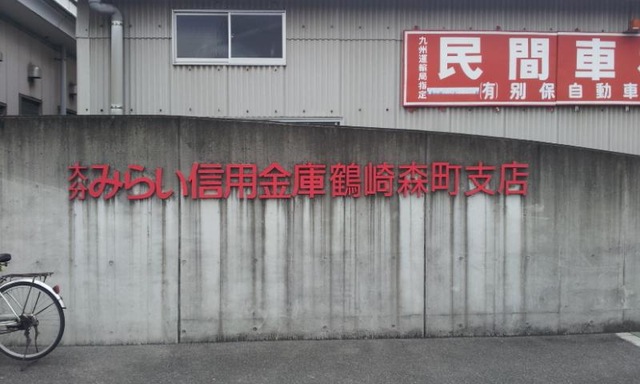 九州運輸局指定
民間車
(有)別保自動車
大分みらい信用金庫鶴崎森町支店